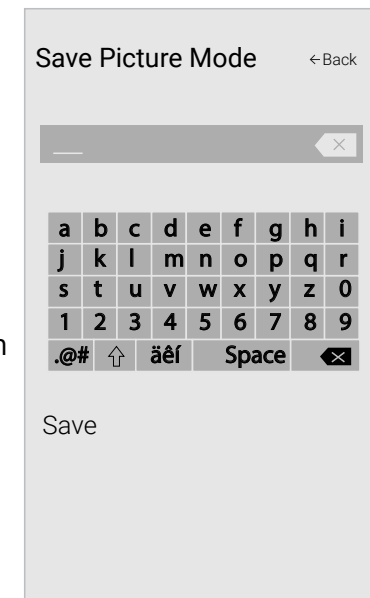 Save Picture Mode ←Back
a b c d e f g h i
j k l m n o p q r
s t u v w x y z 0
1 2 3 4 5 6 7 8 9
.@# äêí Space
Save